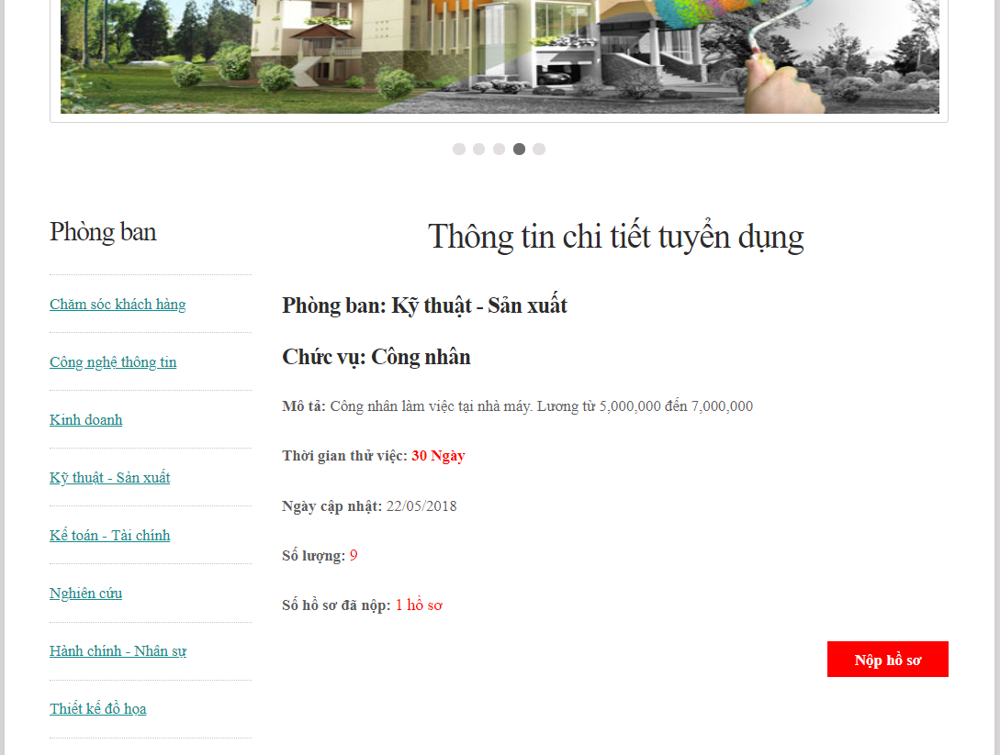 Phòng ban
Chăm sóc khách hàng
Công nghệ thông tin
Kinh doanh
Kỹ thuật - Sản xuất
Kế toán - Tài chính
Nghiên cứu
Hành chính - Nhân sự
Thiết kế đồ họa
Thông tin chi tiết tuyển dụng
Phòng ban: Kỹ thuật - Sản xuất
Chức vụ: Công nhân
Mô tả: Công nhân làm việc tại nhà máy. Lương từ 5,000,000 đến 7,000,000
Thời gian thử việc: 30 Ngày
Ngày cập nhật: 22/05/2018
Số lượng: 9
Số hồ sơ đã nộp: 1 hồ sơ
Nộp hồ sơ